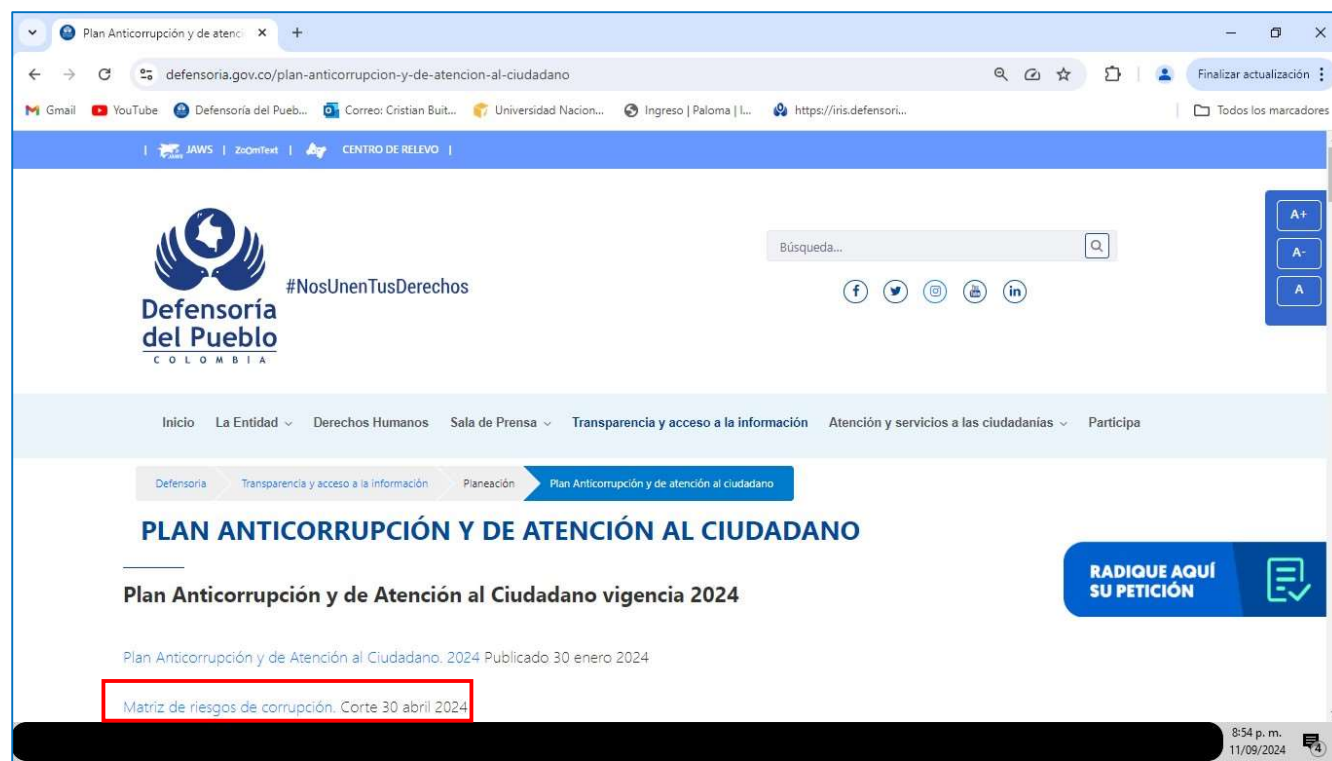 Plan Anticorrupción y de atenc
defensoria.gov.co/plan-anticorrupcion-y-de-atencion-al-ciudadano
Finalizar actualización
Gmail YouTube Defensoría del Pueb... Correo: Cristian Buit... Universidad Nacion... Ingreso | Paloma | I... https://iris.defensori... Todos los marcadores
| JAWS | ZoomText | CENTRO DE RELEVO |
A+
Búsqueda...
A-
#NosUnenTusDerechos
A
Defensoría
del Pueblo
COLOMBIA
Inicio La Entidad Derechos Humanos Sala de Prensa Transparencia y acceso a la información Atención y servicios a las ciudadanías Participa
Defensoria Transparencia y acceso a la información Planeación Plan Anticorrupción y de atención al ciudadano
PLAN ANTICORRUPCIÓN Y DE ATENCIÓN AL CIUDADANO
RADIQUE AQUÍ
SU PETICIÓN
Plan Anticorrupción y de Atención al Ciudadano vigencia 2024
Plan Anticorrupción y de Atención al Ciudadano. 2024 Publicado 30 enero 2024
Matriz de riesgos de corrupción. Corte 30 abril 2024
8:54 p. m.
11/09/2024
4